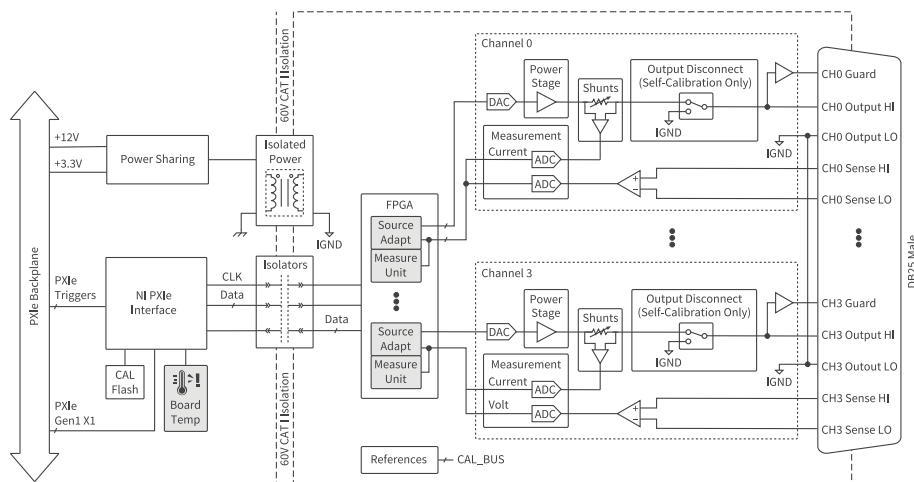 60V CAT II Isolation
Channel 0
Power
Stage
Shunts
Output Disconnect
(Self-Calibration Only)
DAC
IGND
Measurement
Current
ADC
ADC
CH0 Guard
CH0 Output HI
IGND
CH0 Output LO
CH0 Sense HI
CH0 Sense LO
PXIe Backplane
+12V
+3.3V
Power Sharing
Isolated
Power
IGND
FPGA
Source
Adapt
Measure
Unit
DB25 Male
PXIe
Triggers
NI PXIe
Interface
CLK
Data
Isolators
Data
Source
Adapt
Measure
Unit
Channel 3
Power
Stage
Shunts
Output Disconnect
(Self-Calibration Only)
DAC
IGND
Measurement
Current
ADC
Volt
ADC
CH3 Guard
CH3 Output HI
IGND
CH3 Outout LO
CH3 Sense HI
CH3 Sense LO
CAL
Flash
Board
Temp
PXIe
Gen1 X1
60V CAT II Isolation
References
CAL_BUS